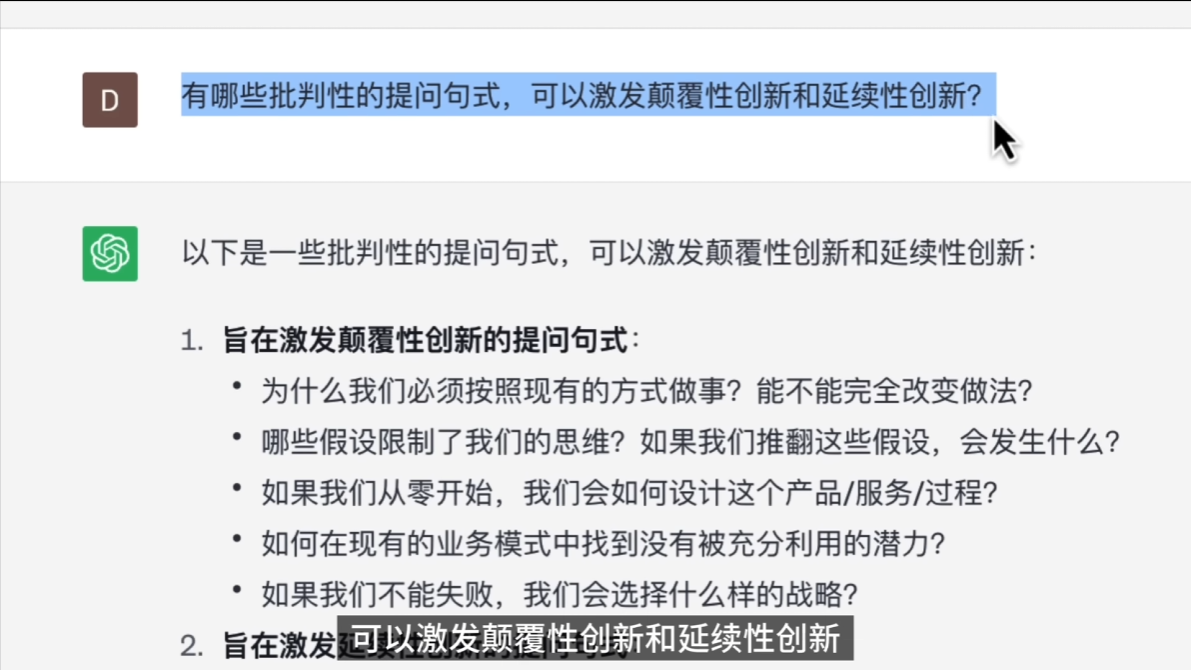 D
有哪些批判性的提问句式，可以激发颠覆性创新和延续性创新？
以下是一些批判性的提问句式，可以激发颠覆性创新和延续性创新：
1. 旨在激发颠覆性创新的提问句式：
• 为什么我们必须按照现有的方式做事？能不能完全改变做法？
• 哪些假设限制了我们的思维？如果我们推翻这些假设，会发生什么？
• 如果我们从零开始，我们会如何设计这个产品/服务/过程？
• 如何在现有的业务模式中找到没有被充分利用的潜力？
• 如果我们不能失败，我们会选择什么样的战略？
2. 旨在激发延续性创新的提问句式：
可以激发颠覆性创新和延续性创新